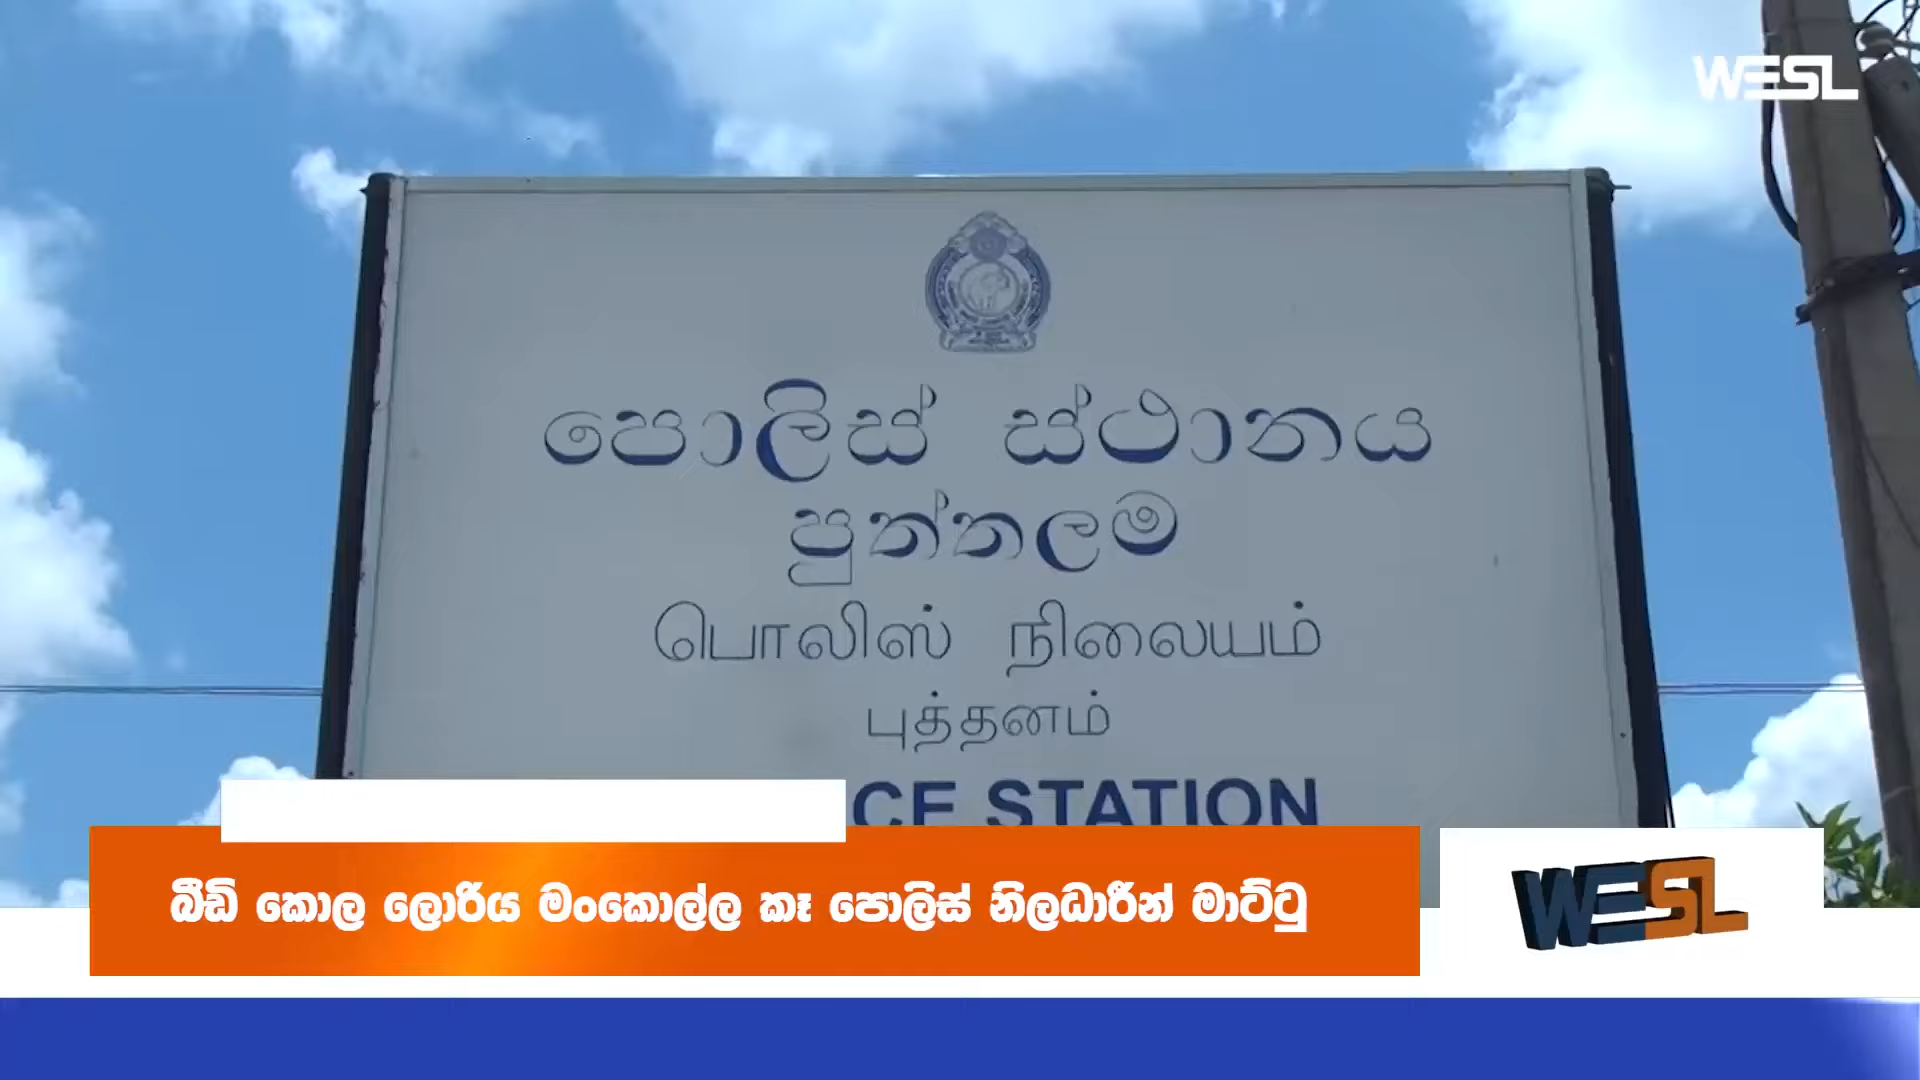 WESL
පොලිස් ස්ථානය
පුත්තලම
பொலிஸ் நிலையம்
புத்தளம்
CE STATION
බීඩි කොල ලොරිය මංකොල්ල කෑ පොලිස් නිලධාරීන් මාට්ටු
WESL